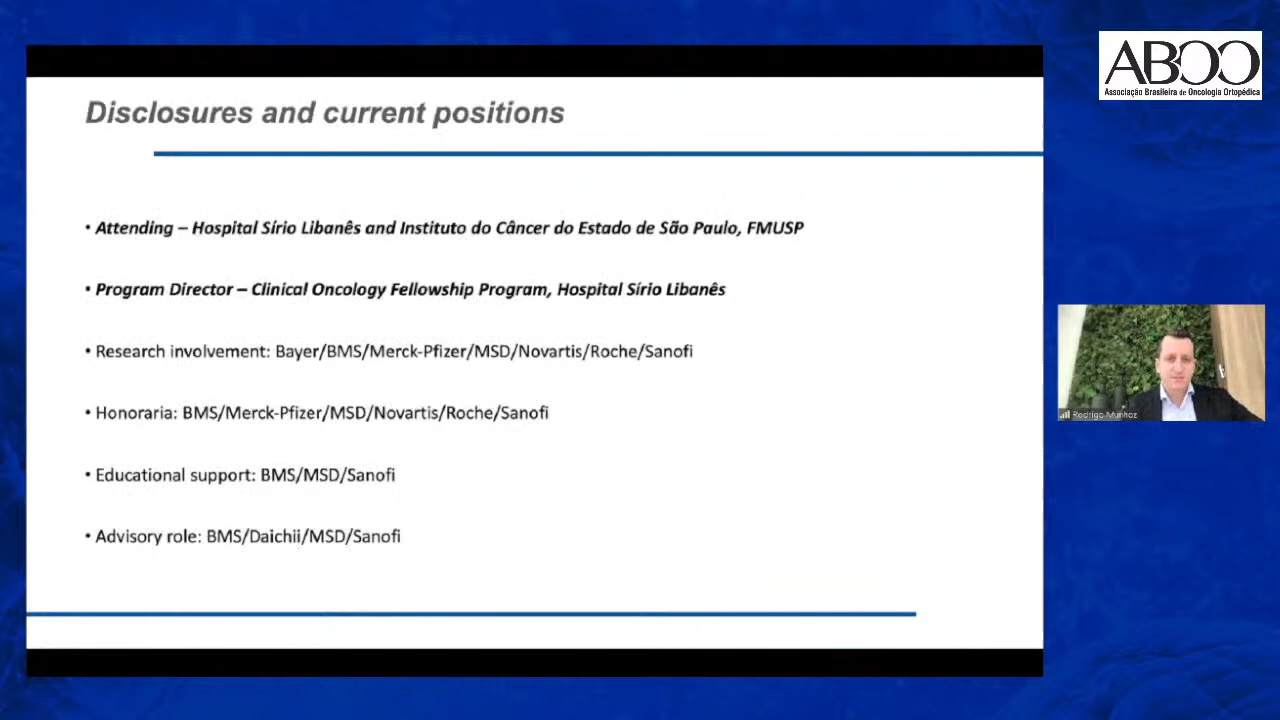 Disclosures and current positions
• Attending – Hospital Sírio Libanês and Instituto do Câncer do Estado de São Paulo, FMUSP
• Program Director – Clinical Oncology Fellowship Program, Hospital Sírio Libanês
• Research involvement: Bayer/BMS/Merck-Pfizer/MSD/Novartis/Roche/Sanofi
• Honoraria: BMS/Merck-Pfizer/MSD/Novartis/Roche/Sanofi
• Educational support: BMS/MSD/Sanofi
• Advisory role: BMS/Daichii/MSD/Sanofi
ABOO
Associação Brasileira de Oncologia Ortopédica
Rodrigo Munhoz